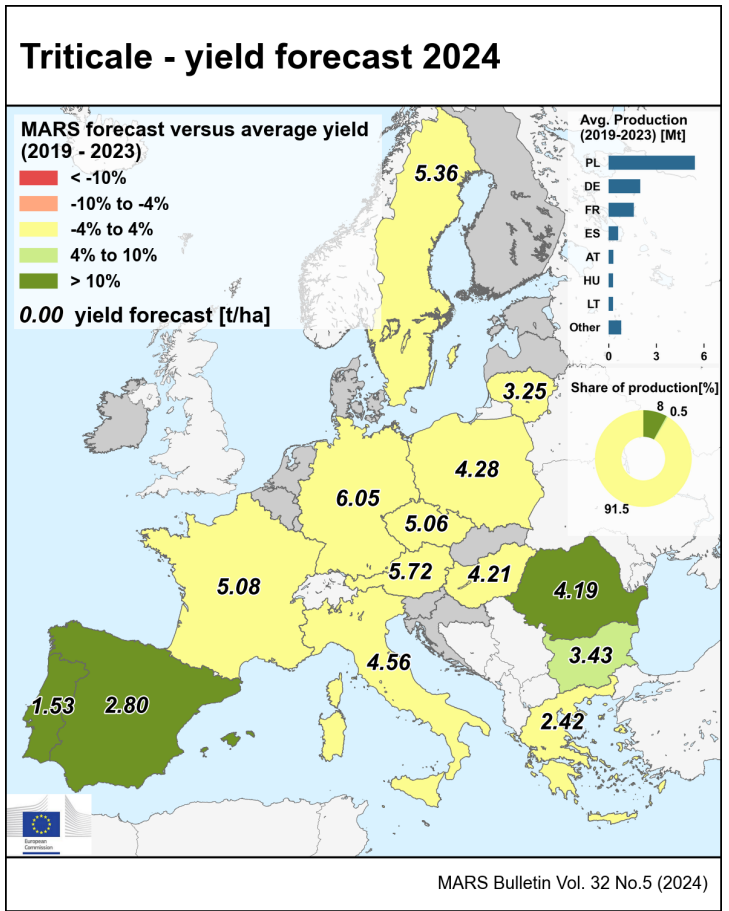 Triticale - yield forecast 2024
MARS forecast versus average yield
(2019 - 2023)
< -10%
-10% to -4%
-4% to 4%
4% to 10%
> 10%
0.00 yield forecast [t/ha]
Avg. Production
(2019-2023) [Mt]
PL
DE
FR
ES
AT
HU
LT
Other
0 3 6
Share of production[%]
8 0.5
91.5
5.36
3.25
4.28
6.05
5.06
5.72
4.21
5.08
4.19
3.43
4.56
1.53 2.80
2.42
European
Commission
MARS Bulletin Vol. 32 No.5 (2024)